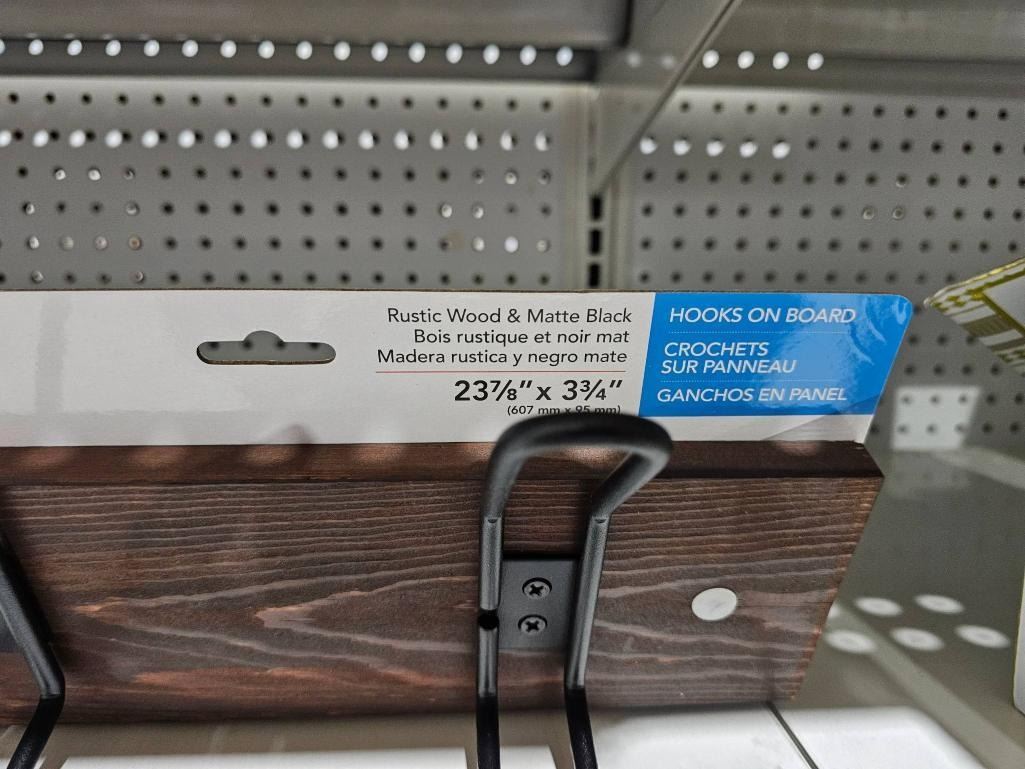 Rustic Wood & Matte Black
Bois rustique et noir mat
Madera rustica y negro mate
23⅞" x 3¾"
(607 mm x 95 mm)
HOOKS ON BOARD
CROCHETS
SUR PANNEAU
GANCHOS EN PANEL